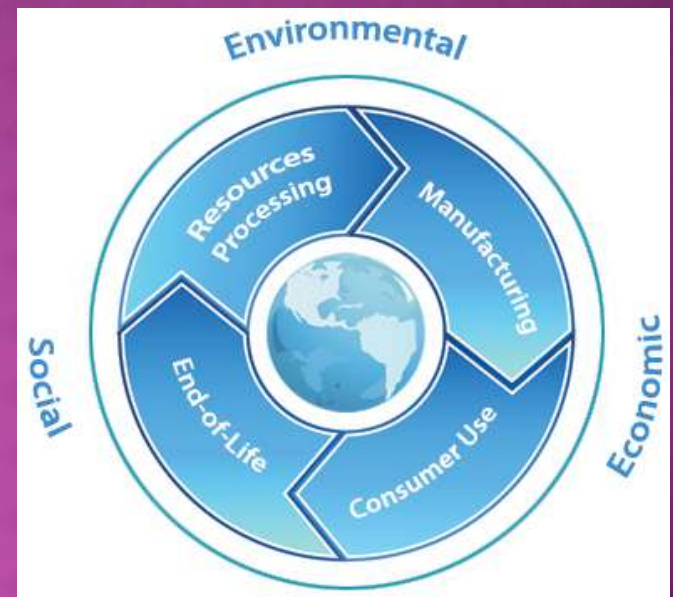 Environmental
Resources
Processing
Manufacturing
Social
Economic
End-of-Life
Consumer Use